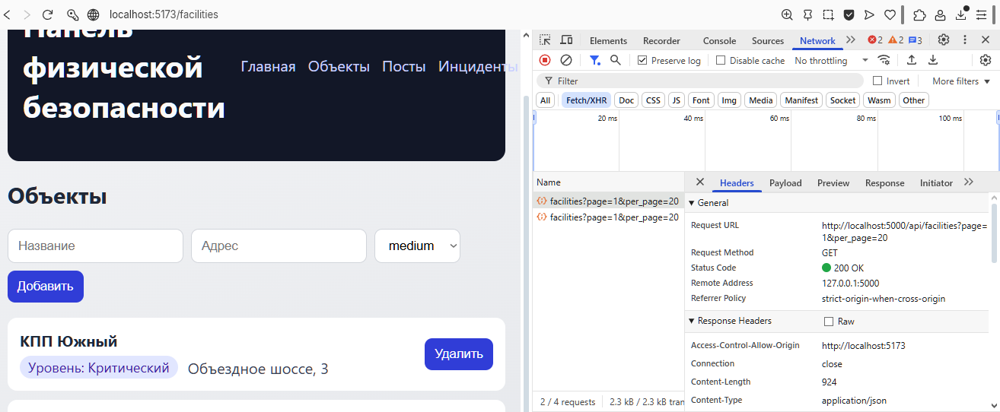 localhost:5173/facilities
Панель
физической
безопасности
Главная Объекты Посты Инциденты
Объекты
Название Адрес medium
Добавить
КПП Южный
Уровень: Критический Объездное шоссе, 3
Удалить
Elements Recorder Console Sources Network 2 2 3
Preserve log Disable cache No throttling
Filter Invert More filters
All Fetch/XHR Doc CSS JS Font Img Media Manifest Socket Wasm Other
20 ms 40 ms 60 ms 80 ms 100 ms
Name
facilities?page=1&per_page=20
facilities?page=1&per_page=20
2 / 4 requests 2.3 kB / 2.3 kB tran
Headers Payload Preview Response Initiator
General
Request URL http://localhost:5000/api/facilities?page=
1&per_page=20
Request Method GET
Status Code 200 OK
Remote Address 127.0.0.1:5000
Referrer Policy strict-origin-when-cross-origin
Response Headers Raw
Access-Control-Allow-Origin http://localhost:5173
Connection close
Content-Length 924
Content-Type application/json